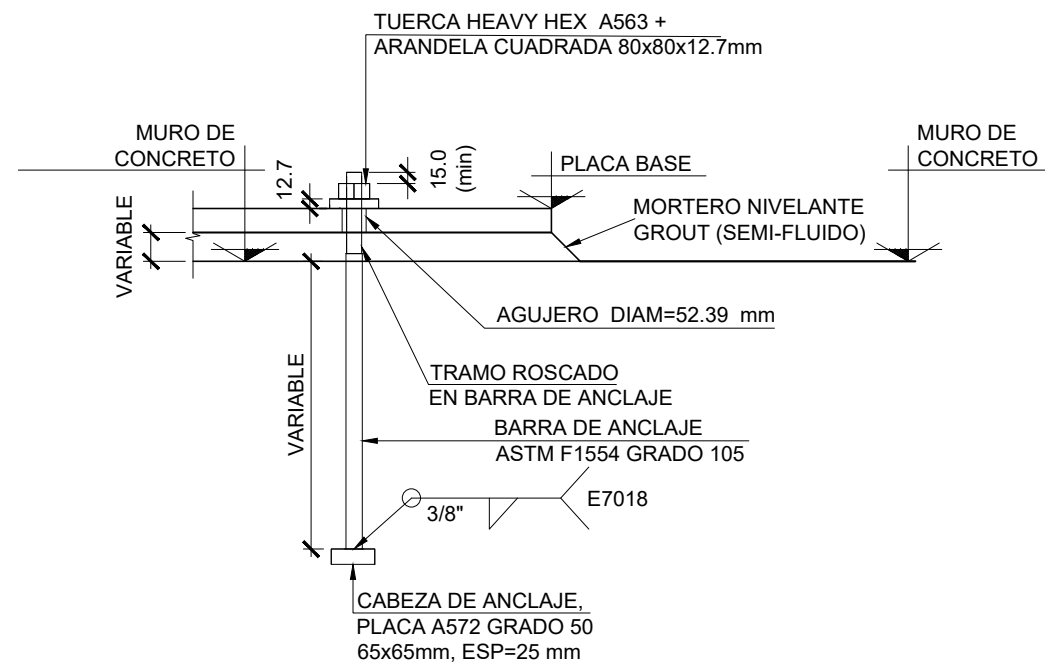 TUERCA HEAVY HEX A563 +
ARANDELA CUADRADA 80x80x12.7mm
MURO DE
CONCRETO
12.7
15.0
(min)
PLACA BASE
MURO DE
CONCRETO
MORTERO NIVELANTE
GROUT (SEMI-FLUIDO)
VARIABLE
AGUJERO DIAM=52.39 mm
VARIABLE
TRAMO ROSCADO
EN BARRA DE ANCLAJE
BARRA DE ANCLAJE
ASTM F1554 GRADO 105
3/8"
E7018
CABEZA DE ANCLAJE,
PLACA A572 GRADO 50
65x65mm, ESP=25 mm